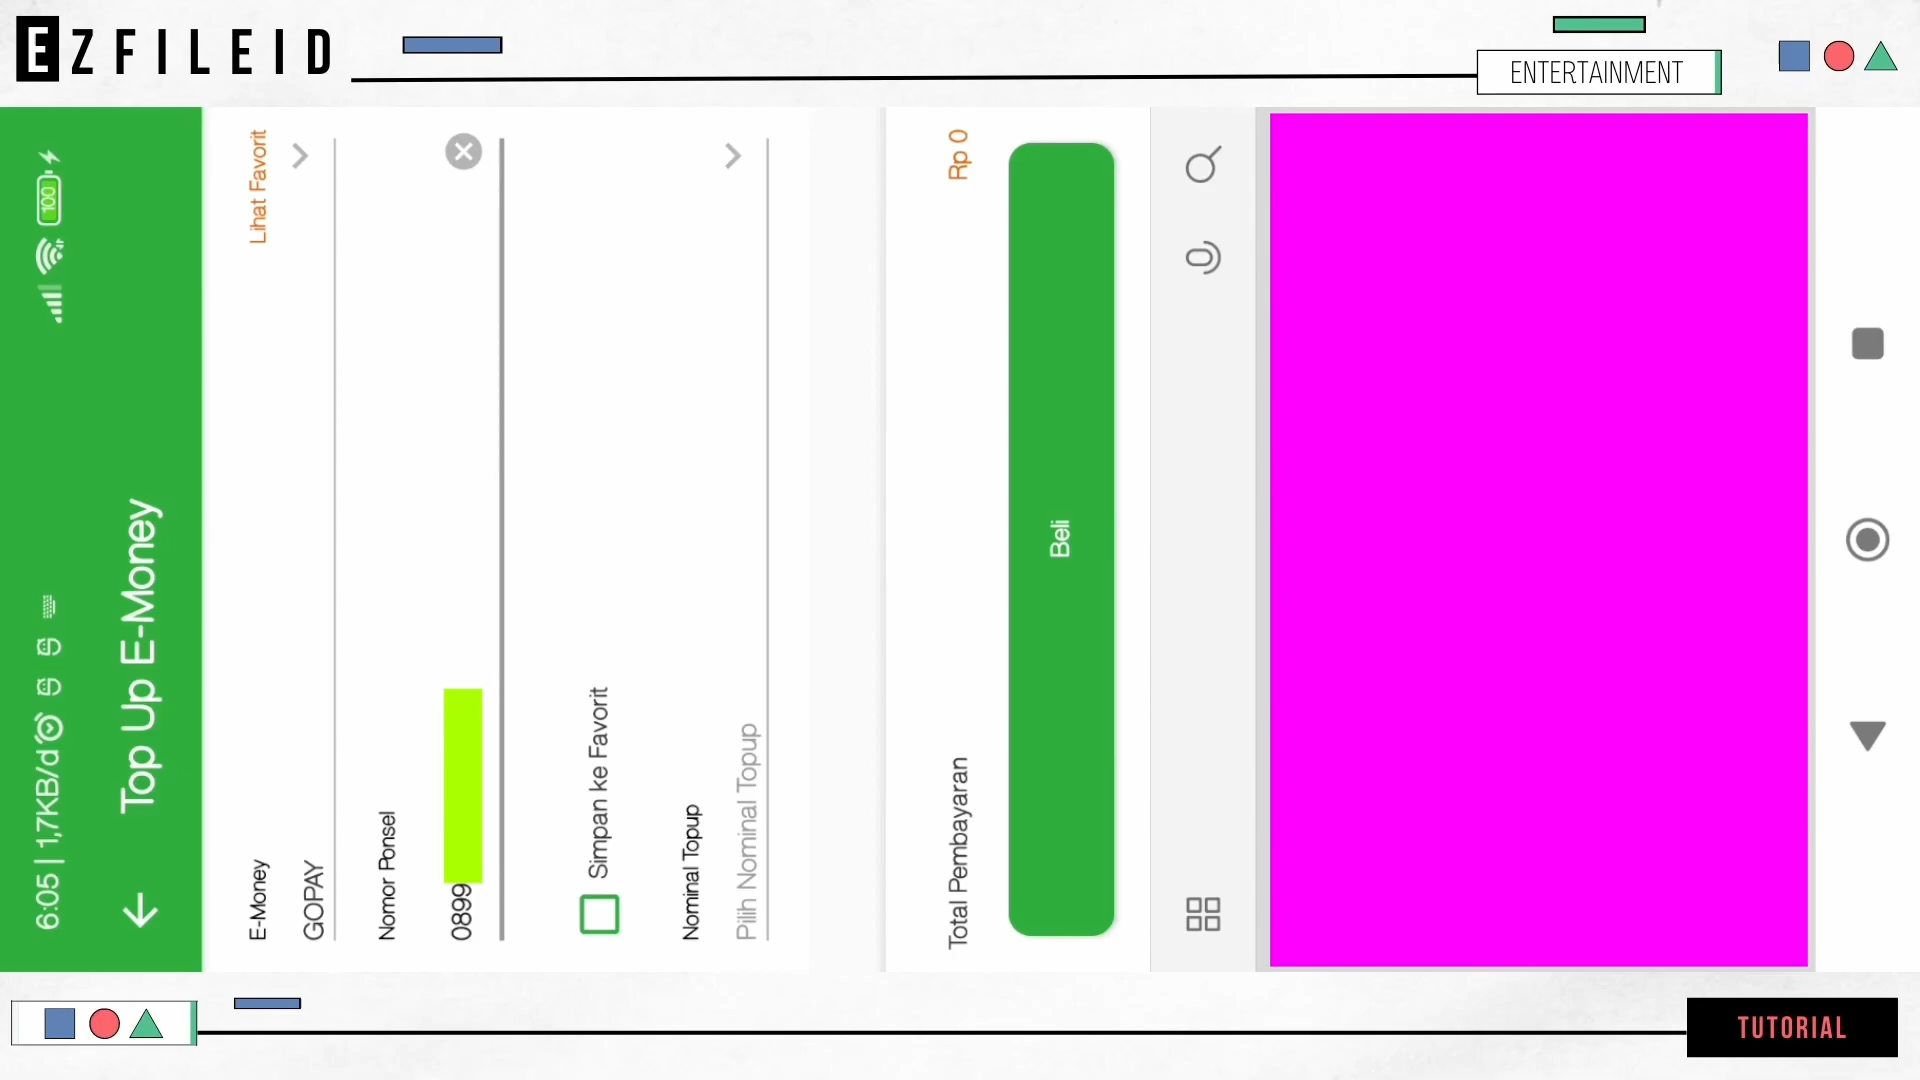 EZFILEID
ENTERTAINMENT
6:05 | 1,7KB/d
100
Top Up E-Money
E-Money
Lihat Favorit
GOPAY
Nomor Ponsel
0899
Simpan ke Favorit
Nominal Topup
Pilih Nominal Topup
Total Pembayaran
Rp 0
Beli
TUTORIAL